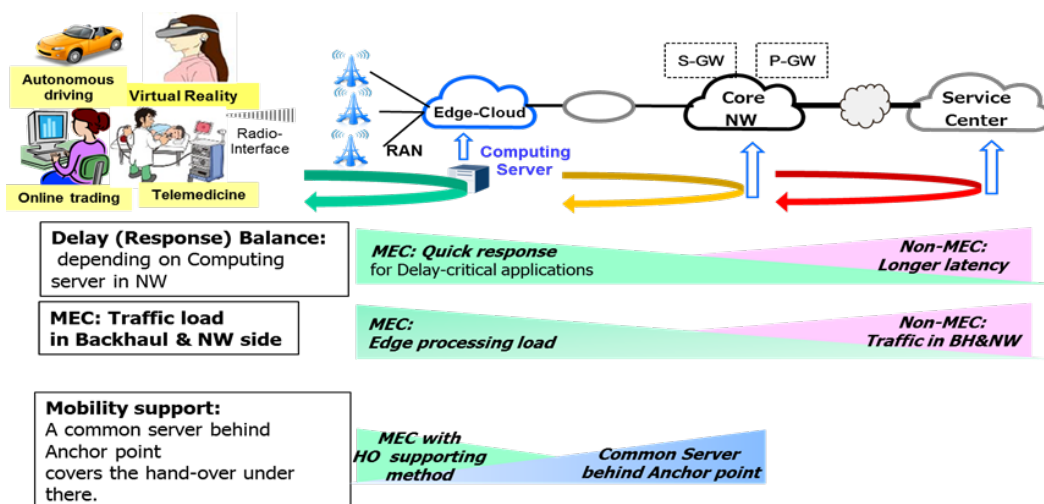 Autonomous
driving
Virtual Reality
Online trading
Telemedicine
Radio-
Interface
RAN
Edge-Cloud
Computing
Server
S-GW
P-GW
Core
NW
Service
Center
Delay (Response) Balance:
depending on Computing
server in NW
MEC: Quick response
for Delay-critical applications
Non-MEC:
Longer latency
MEC: Traffic load
in Backhaul & NW side
MEC:
Edge processing load
Non-MEC:
Traffic in BH&NW
Mobility support:
A common server behind
Anchor point
covers the hand-over under
there.
MEC with
HO supporting
method
Common Server
behind Anchor point